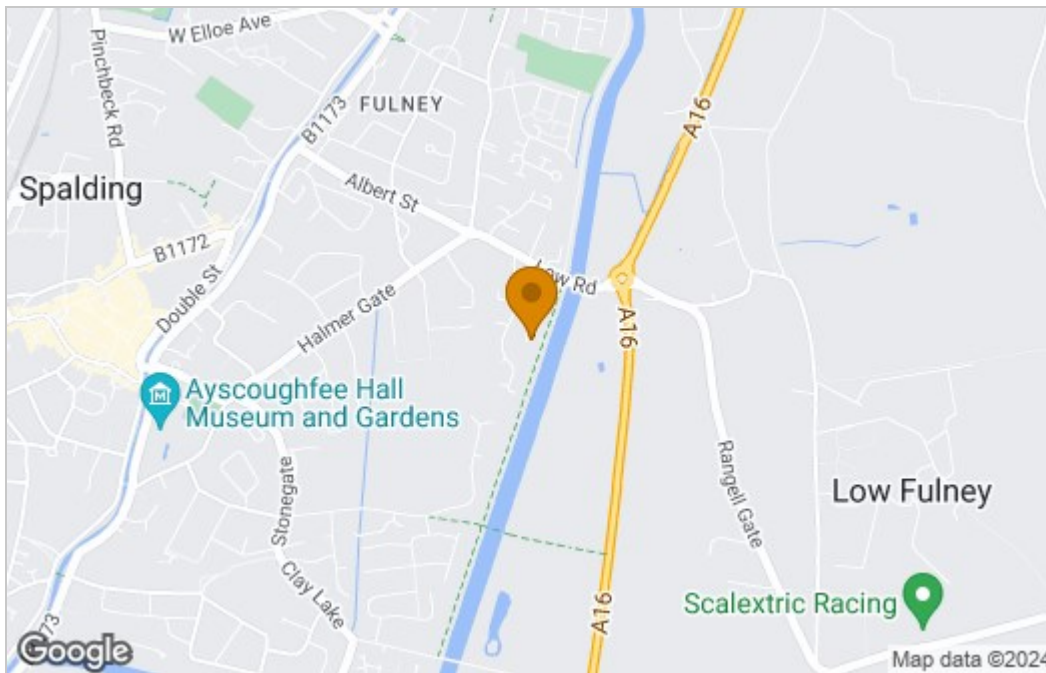 W Elloe Ave
Pinchbeck Rd
FULNEY
B1173
A16
Spalding
Albert St
B1172
Double St
Halmer Gate
Low Rd
A16
Ayscoughfee Hall
Museum and Gardens
Stonegate
Rangell Gate
Low Fulney
Clay Lake
Scalextric Racing
A16
73
Google
Map data ©2024